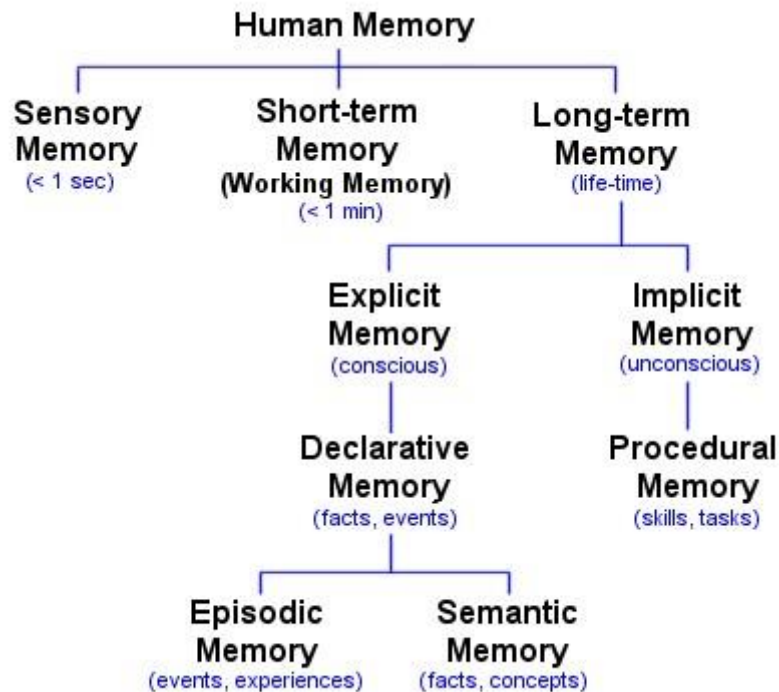 Human Memory
Sensory
Memory
(< 1 sec)
Short-term
Memory
(Working Memory)
(< 1 min)
Long-term
Memory
(life-time)
Explicit
Memory
(conscious)
Implicit
Memory
(unconscious)
Declarative
Memory
(facts, events)
Procedural
Memory
(skills, tasks)
Episodic
Memory
(events, experiences)
Semantic
Memory
(facts, concepts)